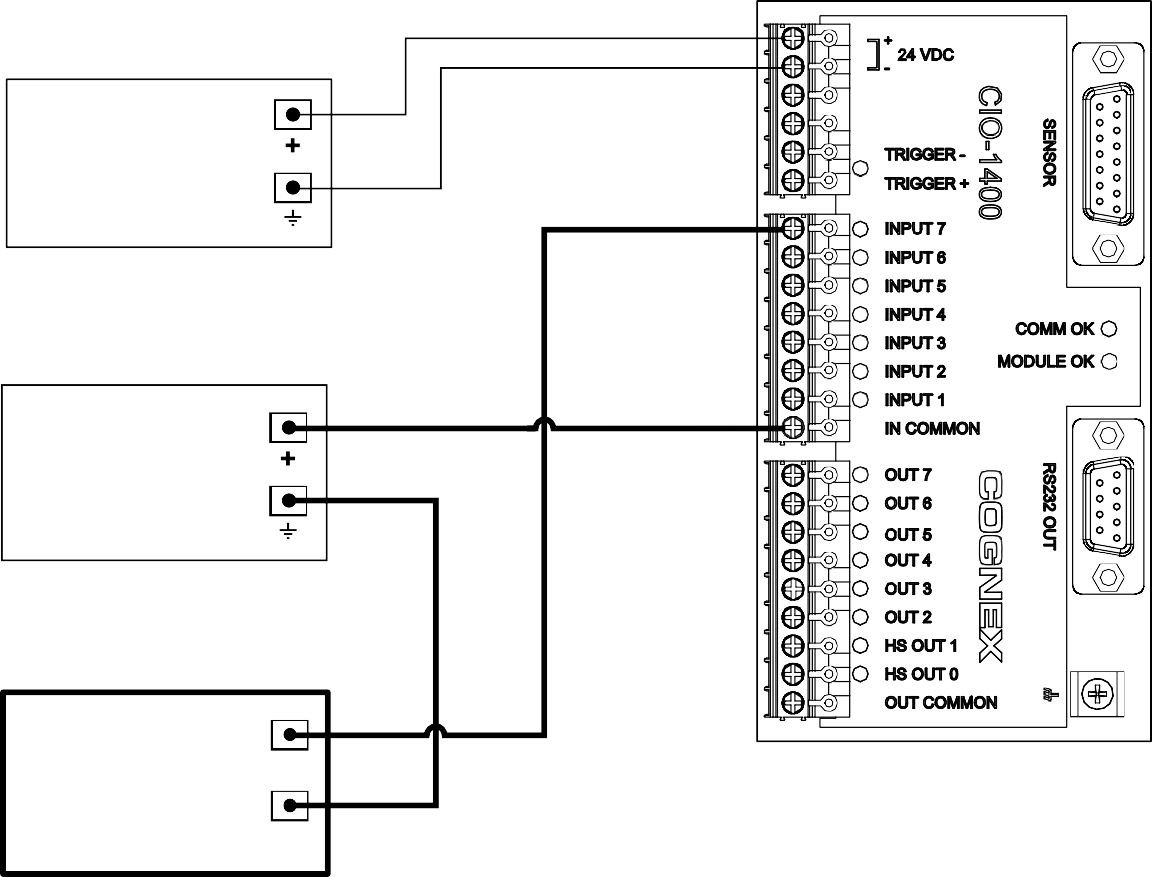 +
-
24 VDC
CIO-1400
SENSOR
TRIGGER -
TRIGGER +
+
INPUT 7
INPUT 6
INPUT 5
INPUT 4
INPUT 3
INPUT 2
INPUT 1
IN COMMON
COMM OK
MODULE OK
+
OUT 7
OUT 6
OUT 5
OUT 4
OUT 3
OUT 2
HS OUT 1
HS OUT 0
OUT COMMON
COGNEX
RS232 OUT